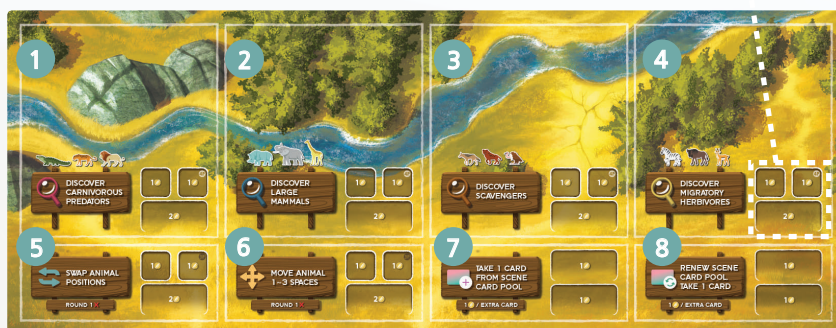 1
2
3
4
DISCOVER
CARNIVOROUS
PREDATORS
1 1
2
DISCOVER
LARGE
MAMMALS
1 1
2
DISCOVER
SCAVENGERS
1 1
2
DISCOVER
MIGRATORY
HERBIVORES
1 1
2
5
6
7
8
SWAP ANIMAL
POSITIONS
ROUND 1 X
1 1
2
MOVE ANIMAL
1–3 SPACES
ROUND 1 X
1 1
2
TAKE 1 CARD
FROM SCENE
CARD POOL
1 / EXTRA CARD
1
1
RENEW SCENE
CARD POOL.
TAKE 1 CARD
1 / EXTRA CARD
1
1